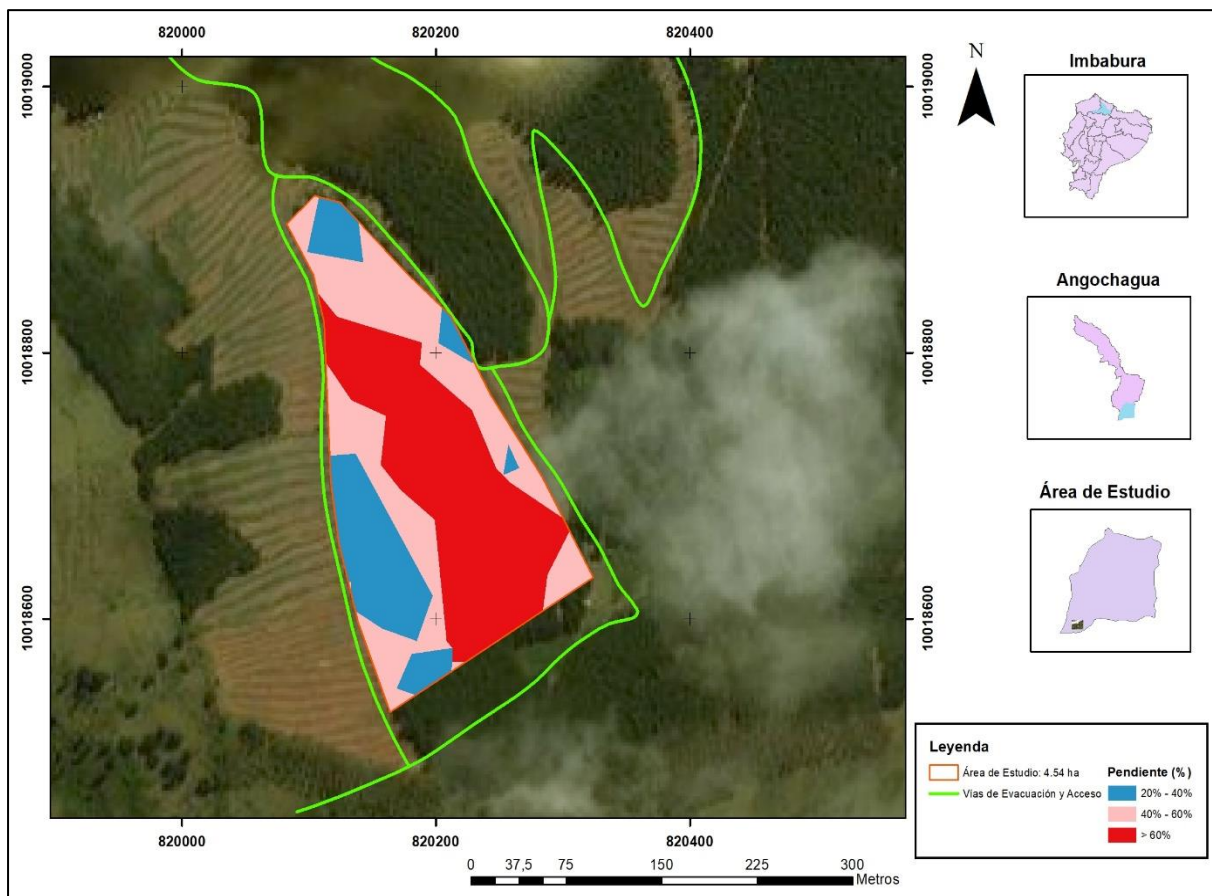 820000 820200 820400
10019000 10019000
10018800 10018800
10018600 10018600
820000 820200 820400
0 37,5 75 150 225 300
Metros
N
Imbabura
Angochagua
Área de Estudio
Leyenda
Área de Estudio: 4.54 ha
Vías de Evacuación y Acceso
Pendiente (%)
20% - 40%
40% - 60%
> 60%